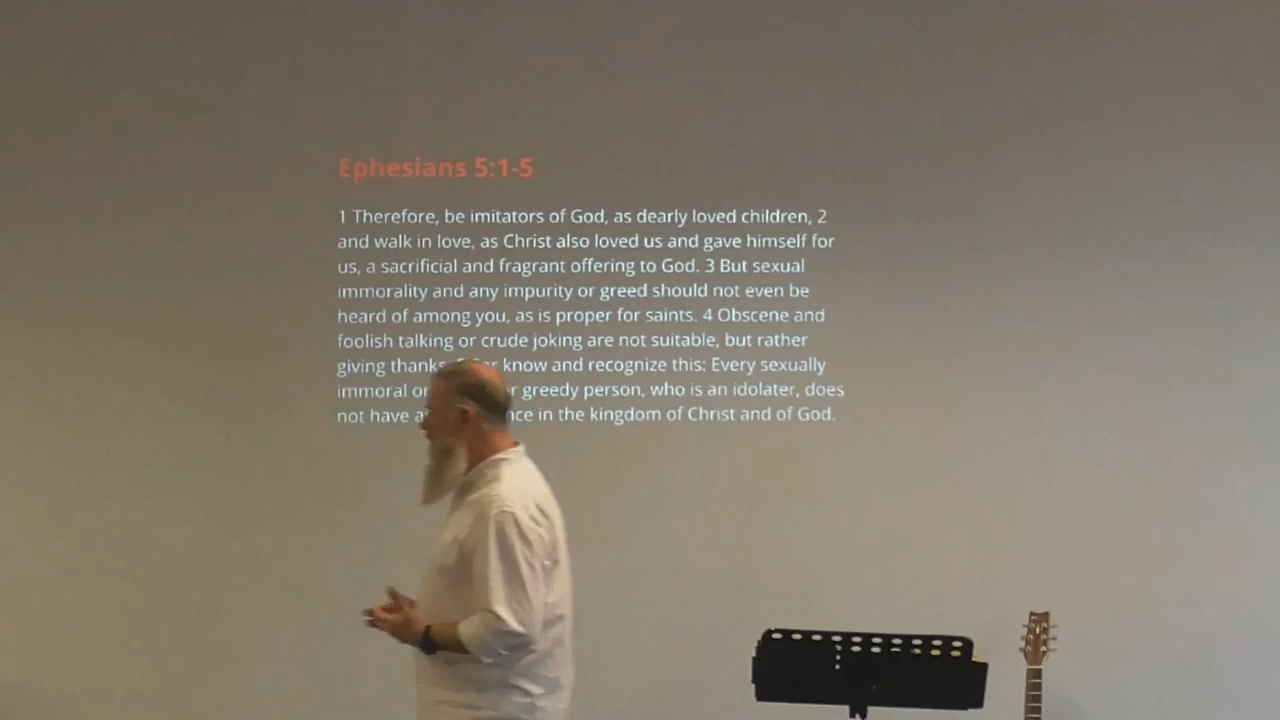 Ephesians 5:1-5
1 Therefore, be imitators of God, as dearly loved children, 2
and walk in love, as Christ also loved us and gave himself for
us, a sacrificial and fragrant offering to God. 3 But sexual
immorality and any impurity or greed should not even be
heard of among you, as is proper for saints. 4 Obscene and
foolish talking or crude joking are not suitable, but rather
giving know and recognize this: Every sexually
immoral greedy person, who is an idolater, does
not have in the kingdom of Christ and of God.